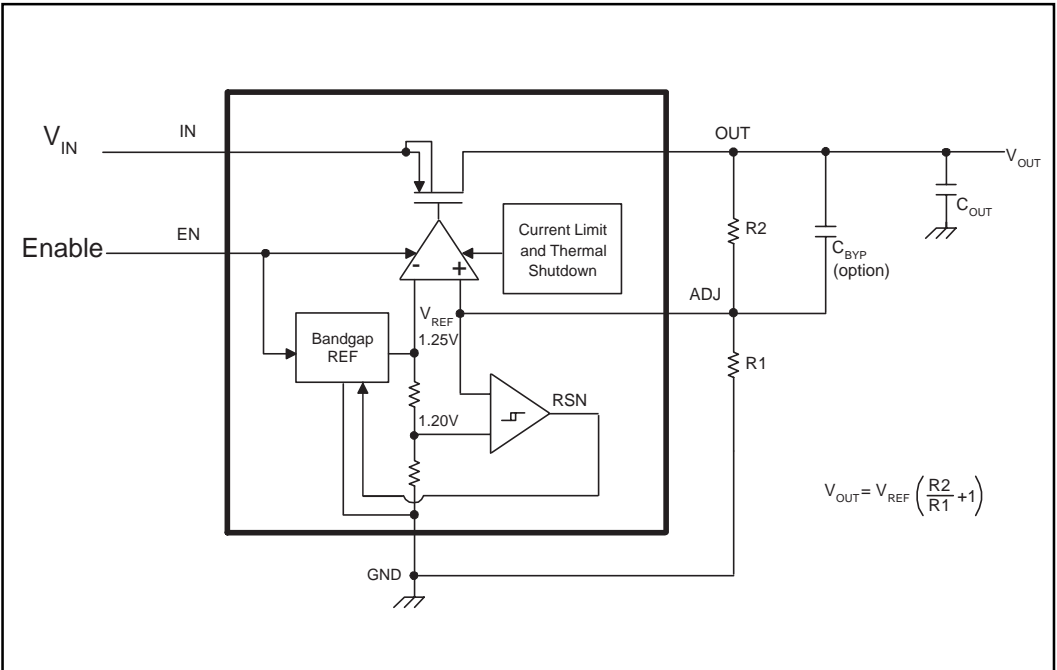 V_IN
IN
OUT
V_OUT
C_OUT
R2
C_BYP
(option)
Current Limit
and Thermal
Shutdown
Enable
EN
-
+
ADJ
V_REF
1.25V
Bandgap
REF
R1
RSN
1.20V
V_OUT = V_REF (R2/R1 +1)
GND